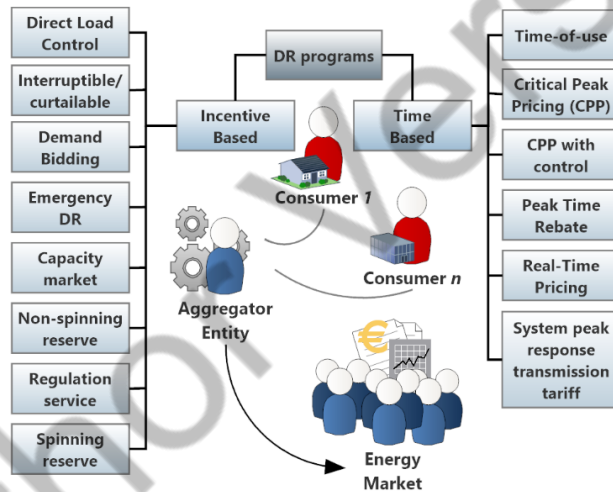 DR programs
Incentive
Based
Time
Based
Direct Load
Control
Interruptible/
curtailable
Demand
Bidding
Emergency
DR
Capacity
market
Non-spinning
reserve
Regulation
service
Spinning
reserve
Time-of-use
Critical Peak
Pricing (CPP)
CPP with
control
Peak Time
Rebate
Real-Time
Pricing
System peak
response
transmission
tariff
Consumer 1
Consumer n
Aggregator
Entity
€
Energy
Market